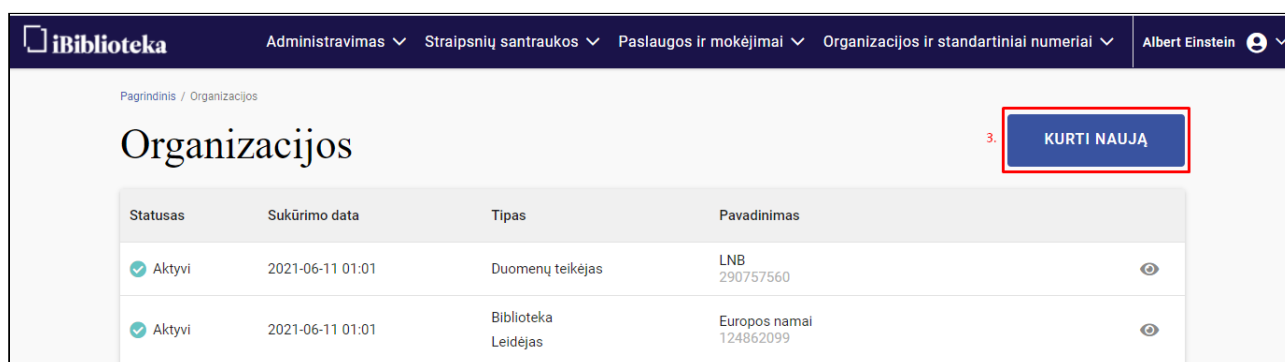 iBiblioteka Administravimas Straipsnių santraukos Paslaugos ir mokėjimai Organizacijos ir standartiniai numeriai Albert Einstein
Pagrindinis / Organizacijos
Organizacijos 3. KURTI NAUJĄ
Statusas Sukūrimo data Tipas Pavadinimas
Aktyvi 2021-06-11 01:01 Duomenų teikėjas LNB
290757560
Aktyvi 2021-06-11 01:01 Biblioteka Europos namai
Leidėjas 124862099